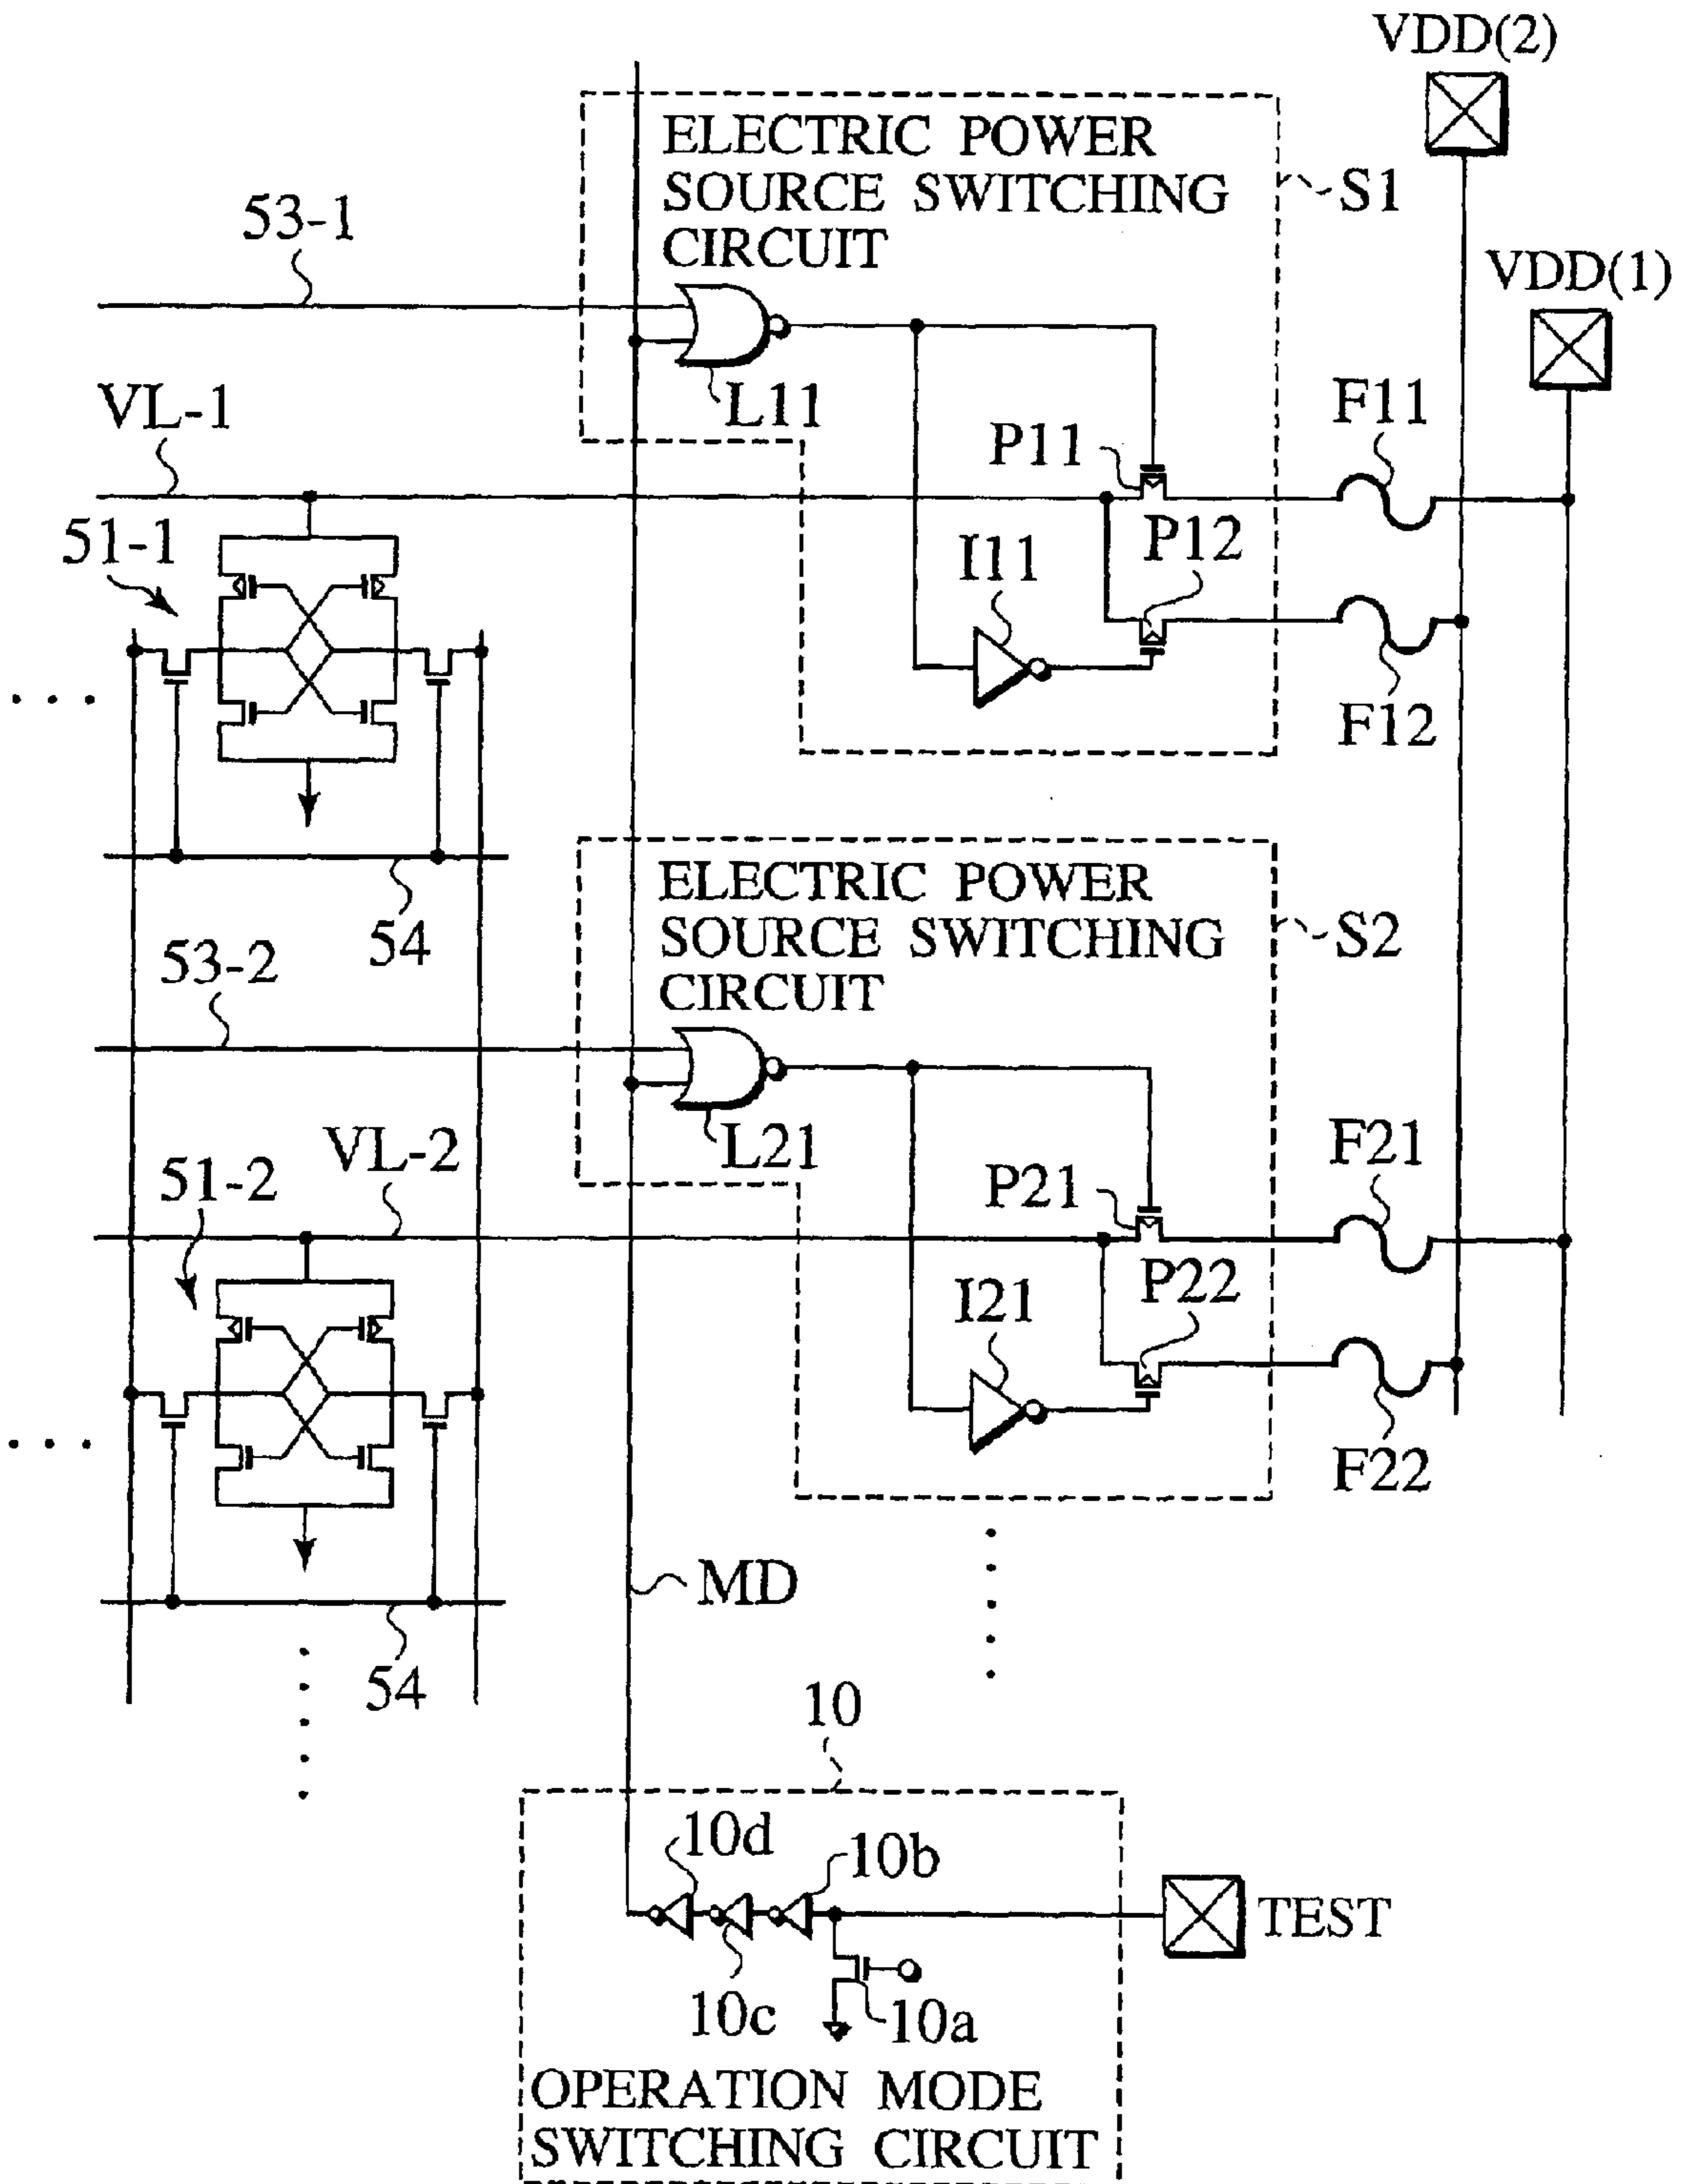 VDD(2)
ELECTRIC POWER
SOURCE SWITCHING
CIRCUIT
S1
53-1
VDD(1)
L11
VL-1
F11
P11
P12
51-1
I11
F12
ELECTRIC POWER
SOURCE SWITCHING
CIRCUIT
S2
54
53-2
L21
VL-2
F21
51-2
P21
P22
I21
F22
MD
54
10
10d
10b
TEST
10c
10a
OPERATION MODE
SWITCHING CIRCUIT